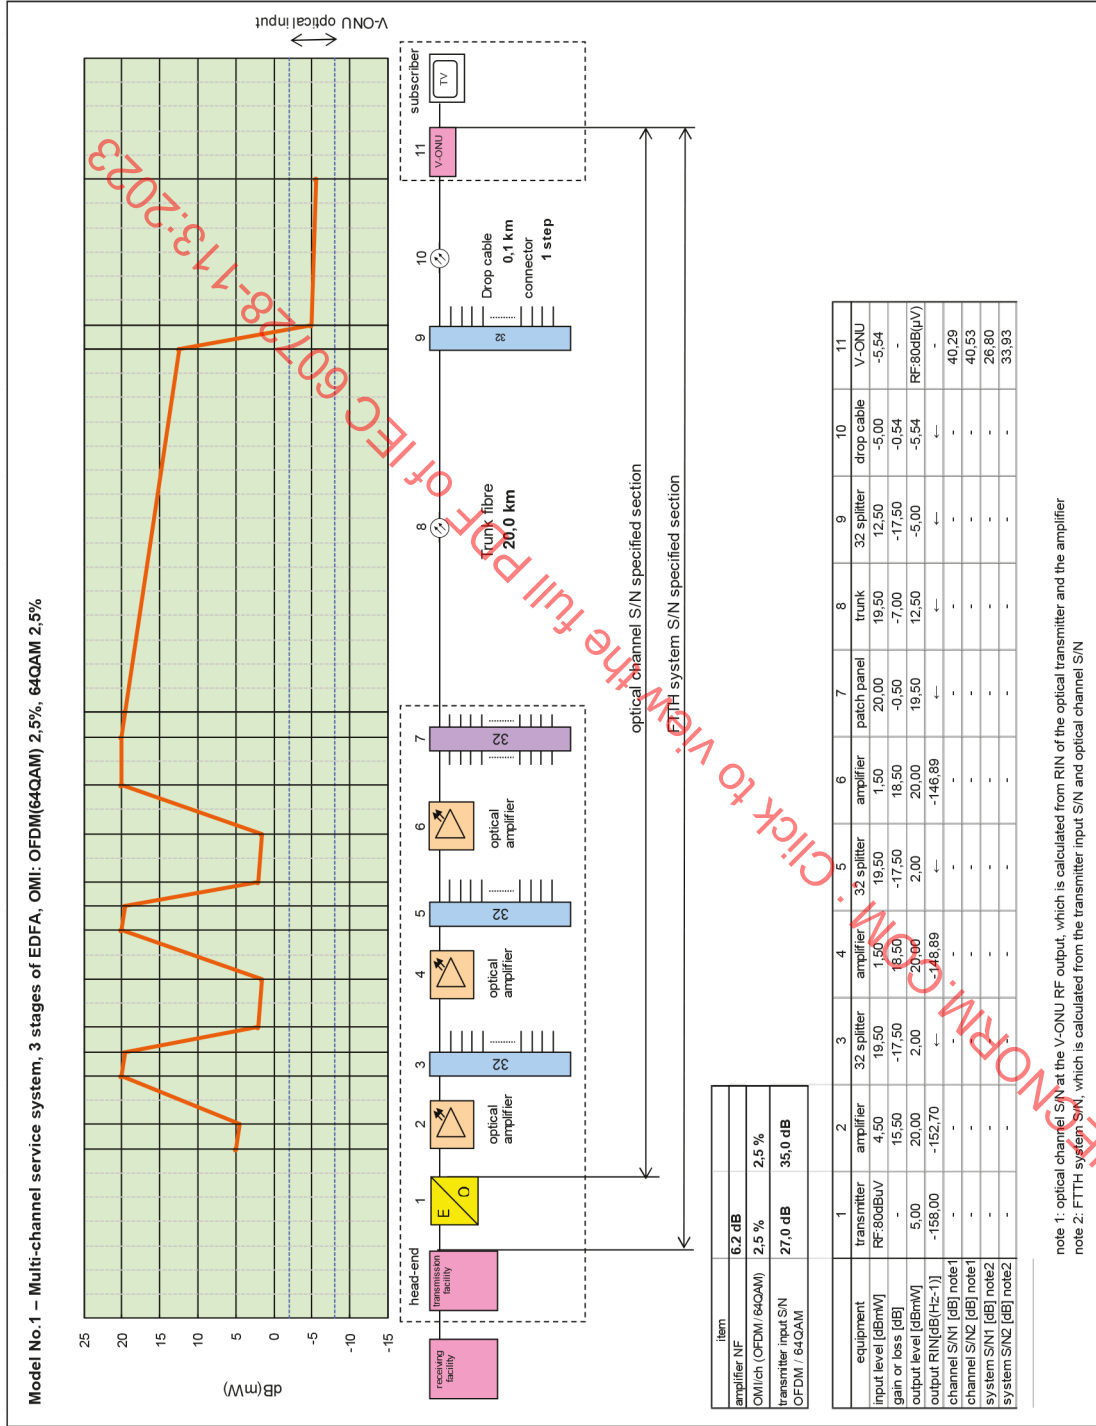 Model No.1 – Multi-channel service system, 3 stages of EDFA, OMI: OFDM(64QAM) 2,5%, 64QAM 2,5%
dB(mW)
25
20
15
10
5
0
-5
-10
-15
V-ONU optical input
receiving facility
head-end
transmission facility
1
E
O
2
optical amplifier
3
32
4
optical amplifier
5
32
6
optical amplifier
7
32
8
Trunk fibre
20,0 km
9
32
10
Drop cable
0,1 km
connector
1 step
subscriber
11
V-ONU
TV
optical channel S/N specified section
FTTH system S/N specified section
item
amplifier NF 6.2 dB
OMI/ch (OFDM / 64QAM) 2,5 % 2,5 %
transmitter input S/N OFDM / 64QAM 27,0 dB 35,0 dB
1 2 3 4 5 6 7 8 9 10 11
equipment transmitter amplifier 32 splitter amplifier 32 splitter amplifier patch panel trunk 32 splitter drop cable V-ONU
input level [dBmW] RF:80dBuV 4,50 19,50 1,50 19,50 1,50 20,00 19,50 12,50 -5,00 -5,54
gain or loss [dB] - 15,50 -17,50 18,50 -17,50 18,50 -0,50 -7,00 -17,50 -0,54 -
output level [dBmW] 5,00 20,00 2,00 20,00 2,00 20,00 19,50 12,50 -5,00 -5,54 RF:80dB(µV)
output RIN[dB(Hz-1)] -158,00 -152,70 ← -148,89 ← -146,89 ← ← ← ← -
channel S/N1 [dB] note1 - - - - - - - - - - 40,29
channel S/N2 [dB] note1 - - - - - - - - - - 40,53
system S/N1 [dB] note2 - - - - - - - - - - 26,80
system S/N2 [dB] note2 - - - - - - - - - - 33,93
note 1: optical channel S/N at the V-ONU RF output, which is calculated from RIN of the optical transmitter and the amplifier
note 2: FTTH system S/N, which is calculated from the transmitter input S/N and optical channel S/N
IECNORM.COM : Click to view the full PDF of IEC 60728-113:2023